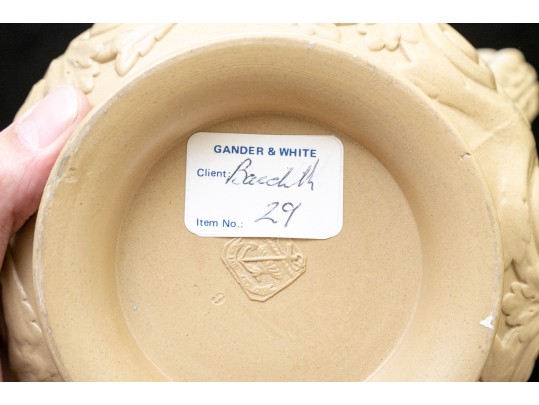 GANDER & WHITE
Client:
Item No.: 29